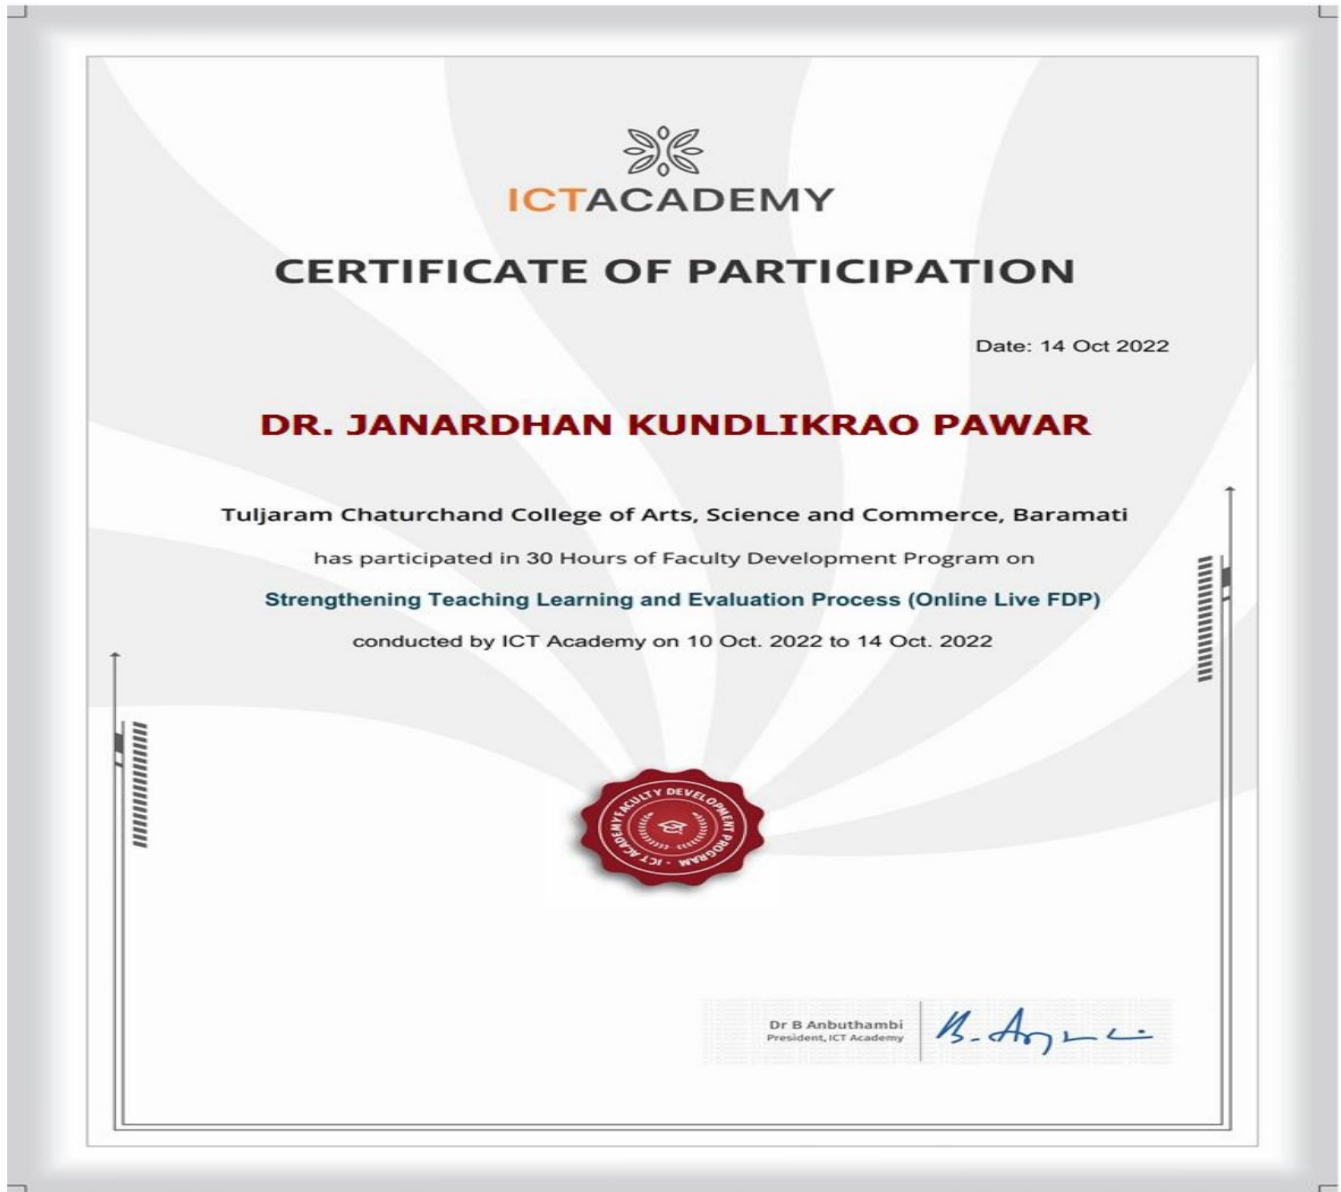 ICTACADEMY
CERTIFICATE OF PARTICIPATION
Date: 14 Oct 2022
DR. JANARDHAN KUNDLIKRAO PAWAR
Tuljaram Chaturchand College of Arts, Science and Commerce, Baramati
has participated in 30 Hours of Faculty Development Program on
Strengthening Teaching Learning and Evaluation Process (Online Live FDP)
conducted by ICT Academy on 10 Oct. 2022 to 14 Oct. 2022
FACULTY DEVELOPMENT PROGRAM - ICT ACADEMY
Dr B Anbuthambi
President, ICT Academy